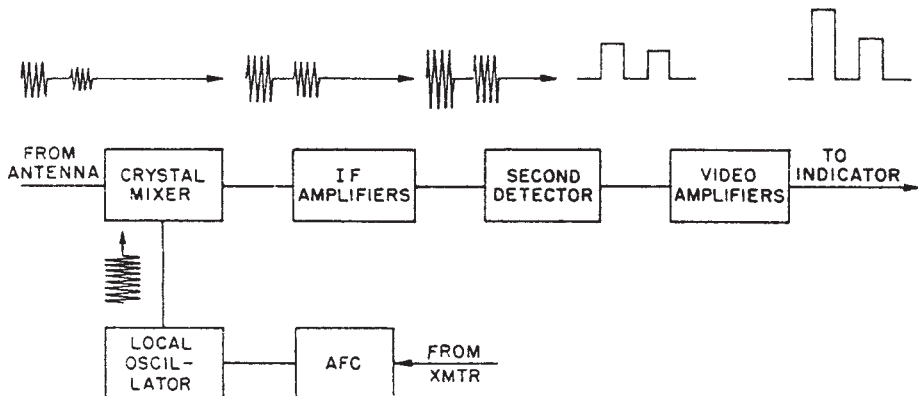 FROM
ANTENNA
CRYSTAL
MIXER
IF
AMPLIFIERS
SECOND
DETECTOR
VIDEO
AMPLIFIERS
TO
INDICATOR
LOCAL
OSCIL-
LATOR
AFC
FROM
XMTR